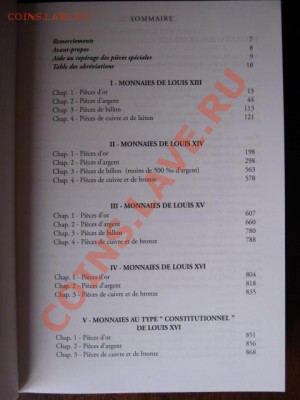 COINS.LAVE.RU
SOMMAIRE
Remerciements 7
Avant-propos 8
Aide au repérage des pièces spéciales 9
Table des abréviations 10
I - MONNAIES DE LOUIS XIII
Chap. 1 - Pièces d'or 13
Chap. 2 - Pièces d'argent 44
Chap. 3 - Pièces de billon 113
Chap. 4 - Pièces de cuivre et de laiton 121
II - MONNAIES DE LOUIS XIV
Chap. 1 - Pièces d'or 198
Chap. 2 - Pièces d'argent 298
Chap. 3 - Pièces de billon (moins de 500 ‰ d'argent) 563
Chap. 4 - Pièces de cuivre et de bronze 578
III - MONNAIES DE LOUIS XV
Chap. 1 - Pièces d'or 607
Chap. 2 - Pièces d'argent 660
Chap. 3 - Pièces de billon 780
Chap. 4 - Pièces de cuivre et de bronze 788
IV - MONNAIES DE LOUIS XVI
Chap. 1 - Pièces d'or 804
Chap. 2 - Pièces d'argent 818
Chap. 3 - Pièces de cuivre et de bronze 835
V - MONNAIES AU TYPE " CONSTITUTIONNEL "
DE LOUIS XVI
Chap. 1 - Pièces d'or 851
Chap. 2 - Pièces d'argent 856
Chap. 3 - Pièces de cuivre et de bronze 868
COINS.LAVE.RU